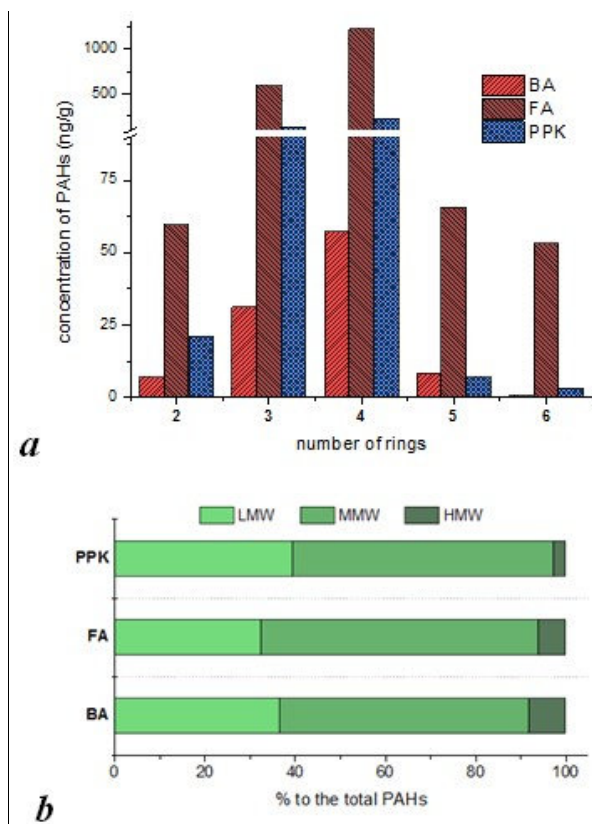 1000
500
75
50
25
0
concentration of PAHs (ng/g)
BA
FA
PPK
2 3 4 5 6
number of rings
a
LMW MMW HMW
PPK
FA
BA
0 20 40 60 80 100
% to the total PAHs
b